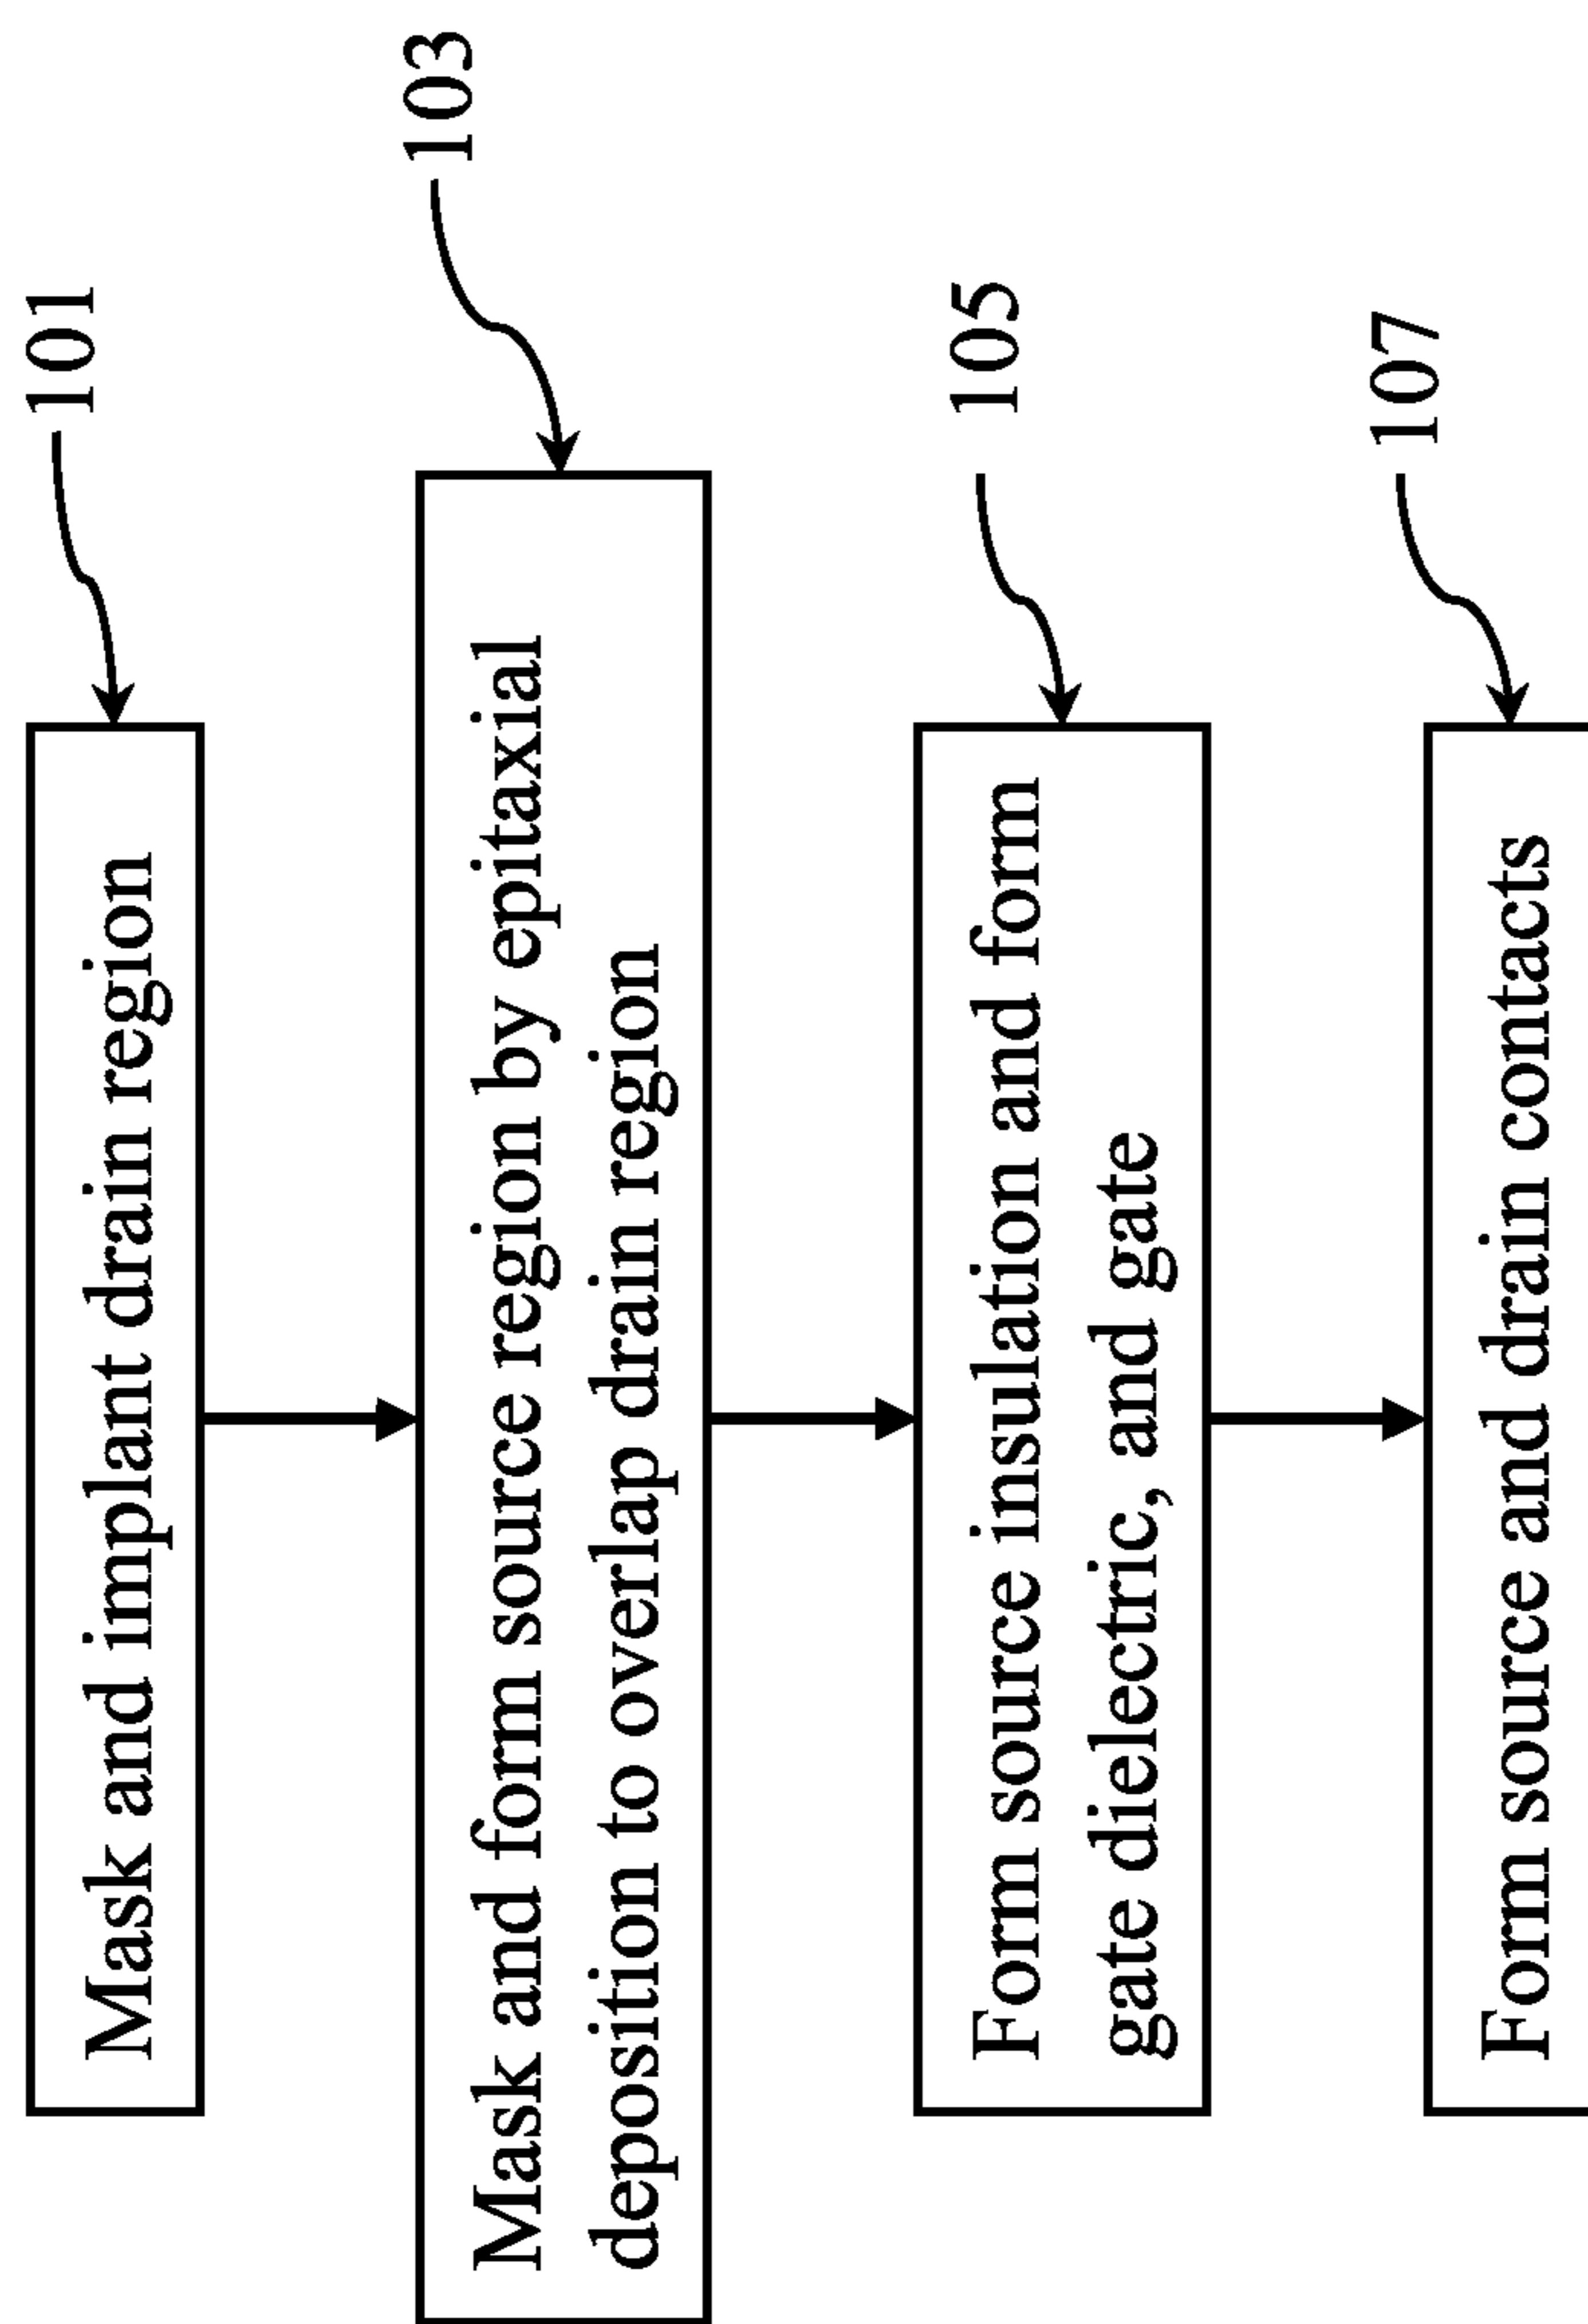 101
Mask and implant drain region
103
Mask and form source region by epitaxial
deposition to overlap drain region
105
Form source insulation and form
gate dielectric, and gate
107
Form source and drain contacts